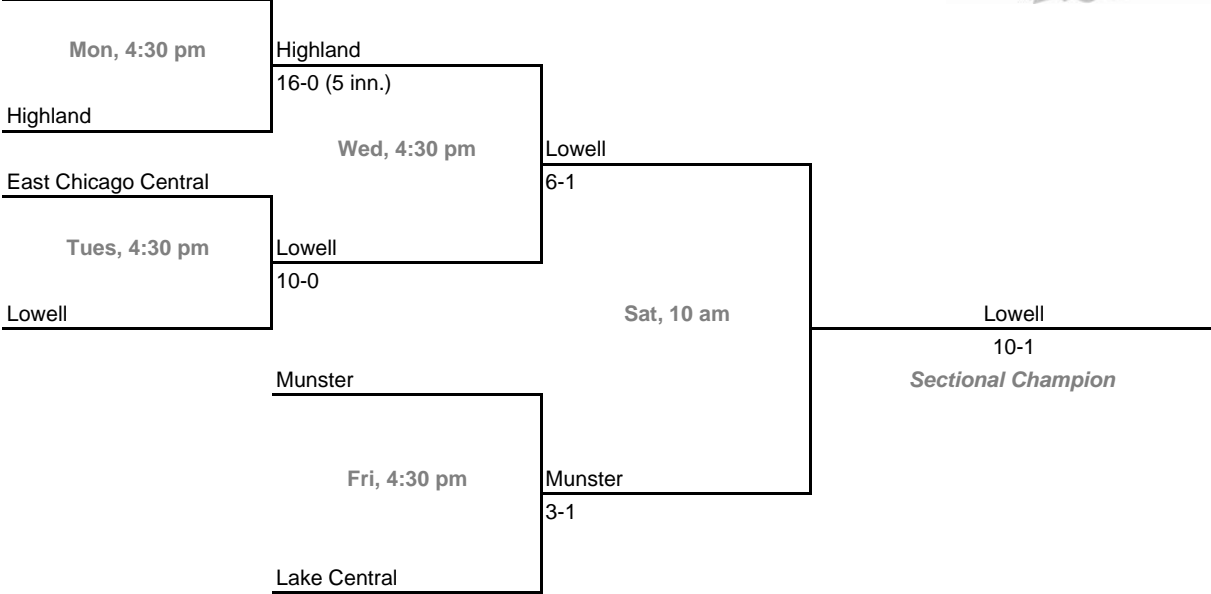 Mon, 4:30 pm
Highland
16-0 (5 inn.)
Highland
Wed, 4:30 pm
Lowell
6-1
East Chicago Central
Tues, 4:30 pm
Lowell
10-0
Lowell
Sat, 10 am
Lowell
10-1
Sectional Champion
Munster
Fri, 4:30 pm
Munster
3-1
Lake Central